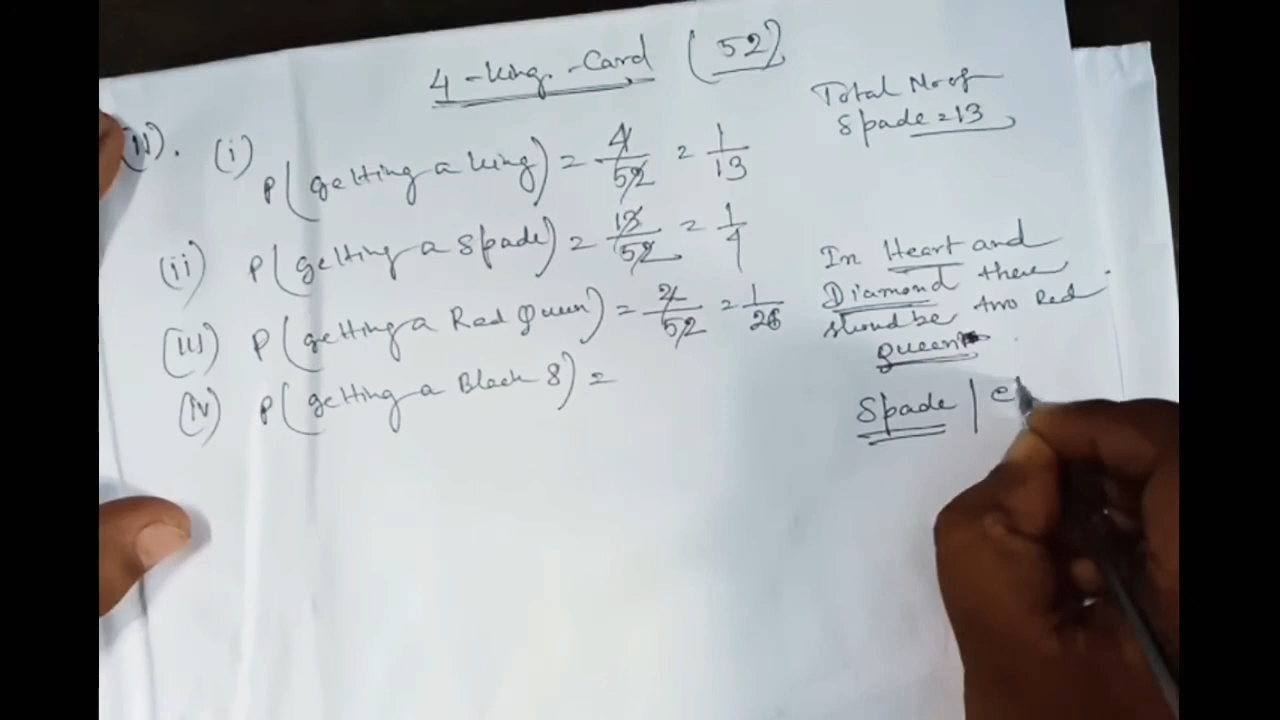 4-King-Card (52)
Total No of
Spade = 13
(i)
P(getting a king) = 4/52 = 1/13
(ii) P(getting a Spade) = 13/52 = 1/4
(III) P(getting a Red Queen) = 2/52 = 1/26
In Heart and
Diamond there
should be two Red
queen
(iv) P(getting a Black 8) =
Spade |